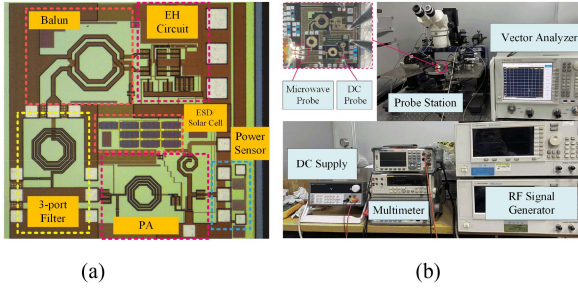 Balun
EH
Circuit
ESD/
Solar Cell
Power
Sensor
3-port
Filter
PA
(a)
Microwave
Probe
DC
Probe
Vector Analyzer
Probe Station
DC Supply
Multimeter
RF Signal
Generator
(b)